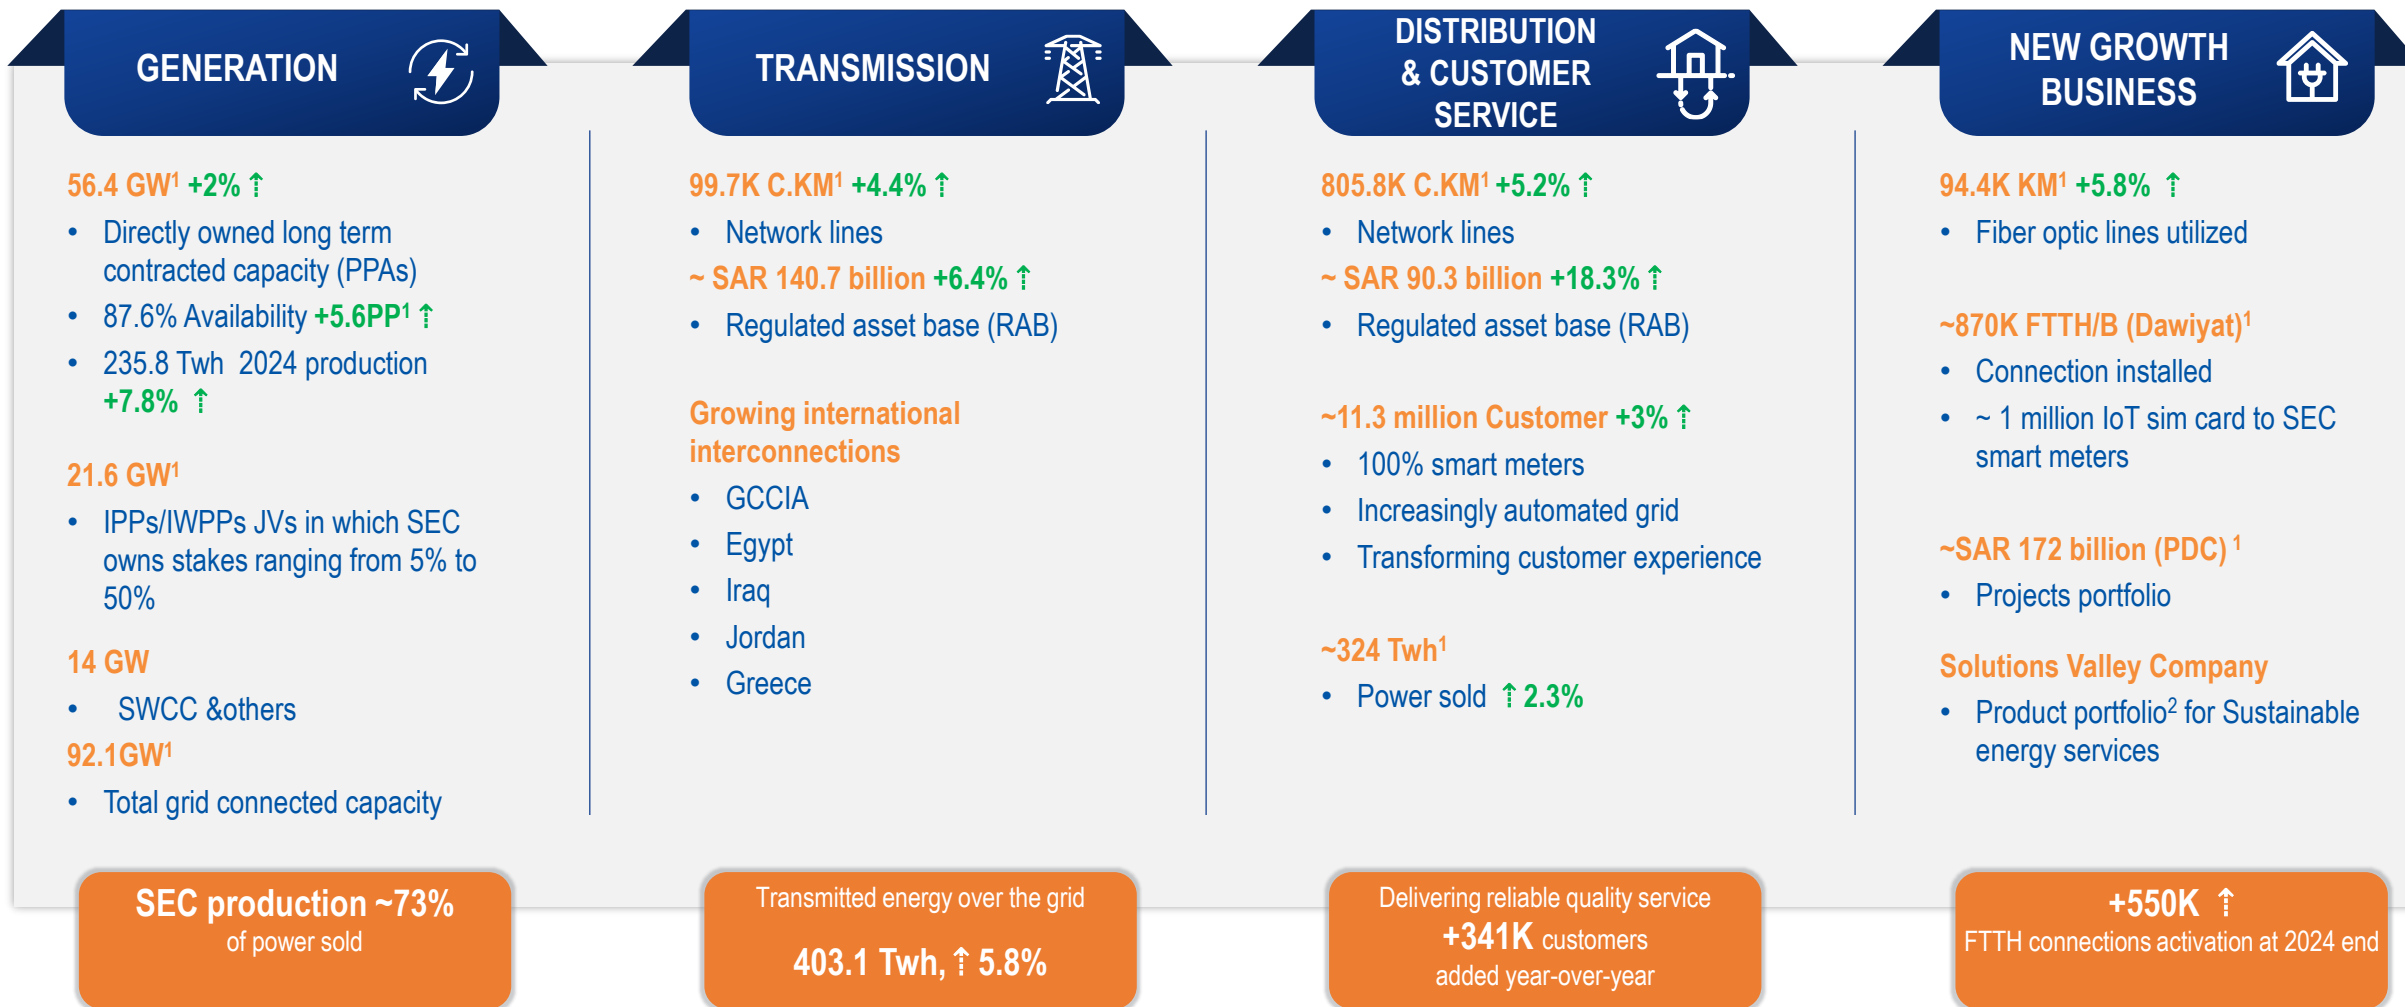 GENERATION
56.4 GW¹ +2% ⇡
• Directly owned long term
contracted capacity (PPAs)
• 87.6% Availability +5.6PP¹ ⇡
• 235.8 Twh 2024 production
+7.8% ⇡
21.6 GW¹
• IPPs/IWPPs JVs in which SEC
owns stakes ranging from 5% to
50%
14 GW
• SWCC &others
92.1GW¹
• Total grid connected capacity
SEC production ~73%
of power sold
TRANSMISSION
99.7K C.KM¹ +4.4% ⇡
• Network lines
~ SAR 140.7 billion +6.4% ⇡
• Regulated asset base (RAB)
Growing international
interconnections
• GCCIA
• Egypt
• Iraq
• Jordan
• Greece
Transmitted energy over the grid
403.1 Twh, ⇡ 5.8%
DISTRIBUTION
& CUSTOMER
SERVICE
805.8K C.KM¹ +5.2% ⇡
• Network lines
~ SAR 90.3 billion +18.3% ⇡
• Regulated asset base (RAB)
~11.3 million Customer +3% ⇡
• 100% smart meters
• Increasingly automated grid
• Transforming customer experience
~324 Twh¹
• Power sold ⇡ 2.3%
Delivering reliable quality service
+341K customers
added year-over-year
NEW GROWTH
BUSINESS
94.4K KM¹ +5.8% ⇡
• Fiber optic lines utilized
~870K FTTH/B (Dawiyat)¹
• Connection installed
• ~ 1 million IoT sim card to SEC
smart meters
~SAR 172 billion (PDC) ¹
• Projects portfolio
Solutions Valley Company
• Product portfolio² for Sustainable
energy services
+550K ⇡
FTTH connections activation at 2024 end